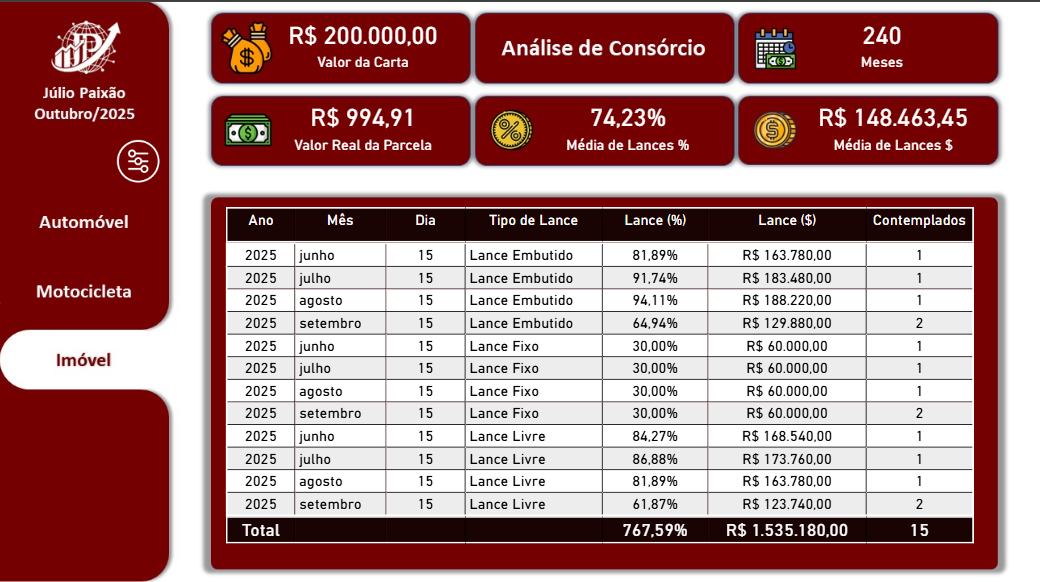 JP
Júlio Paixão
Outubro/2025
Automóvel
Motocicleta
Imóvel
R$ 200.000,00
Valor da Carta
Análise de Consórcio
240
Meses
R$ 994,91
Valor Real da Parcela
74,23%
Média de Lances %
R$ 148.463,45
Média de Lances $
Ano Mês Dia Tipo de Lance Lance (%) Lance ($) Contemplados
2025 junho 15 Lance Embutido 81,89% R$ 163.780,00 1
2025 julho 15 Lance Embutido 91,74% R$ 183.480,00 1
2025 agosto 15 Lance Embutido 94,11% R$ 188.220,00 1
2025 setembro 15 Lance Embutido 64,94% R$ 129.880,00 2
2025 junho 15 Lance Fixo 30,00% R$ 60.000,00 1
2025 julho 15 Lance Fixo 30,00% R$ 60.000,00 1
2025 agosto 15 Lance Fixo 30,00% R$ 60.000,00 1
2025 setembro 15 Lance Fixo 30,00% R$ 60.000,00 2
2025 junho 15 Lance Livre 84,27% R$ 168.540,00 1
2025 julho 15 Lance Livre 86,88% R$ 173.760,00 1
2025 agosto 15 Lance Livre 81,89% R$ 163.780,00 1
2025 setembro 15 Lance Livre 61,87% R$ 123.740,00 2
Total 767,59% R$ 1.535.180,00 15